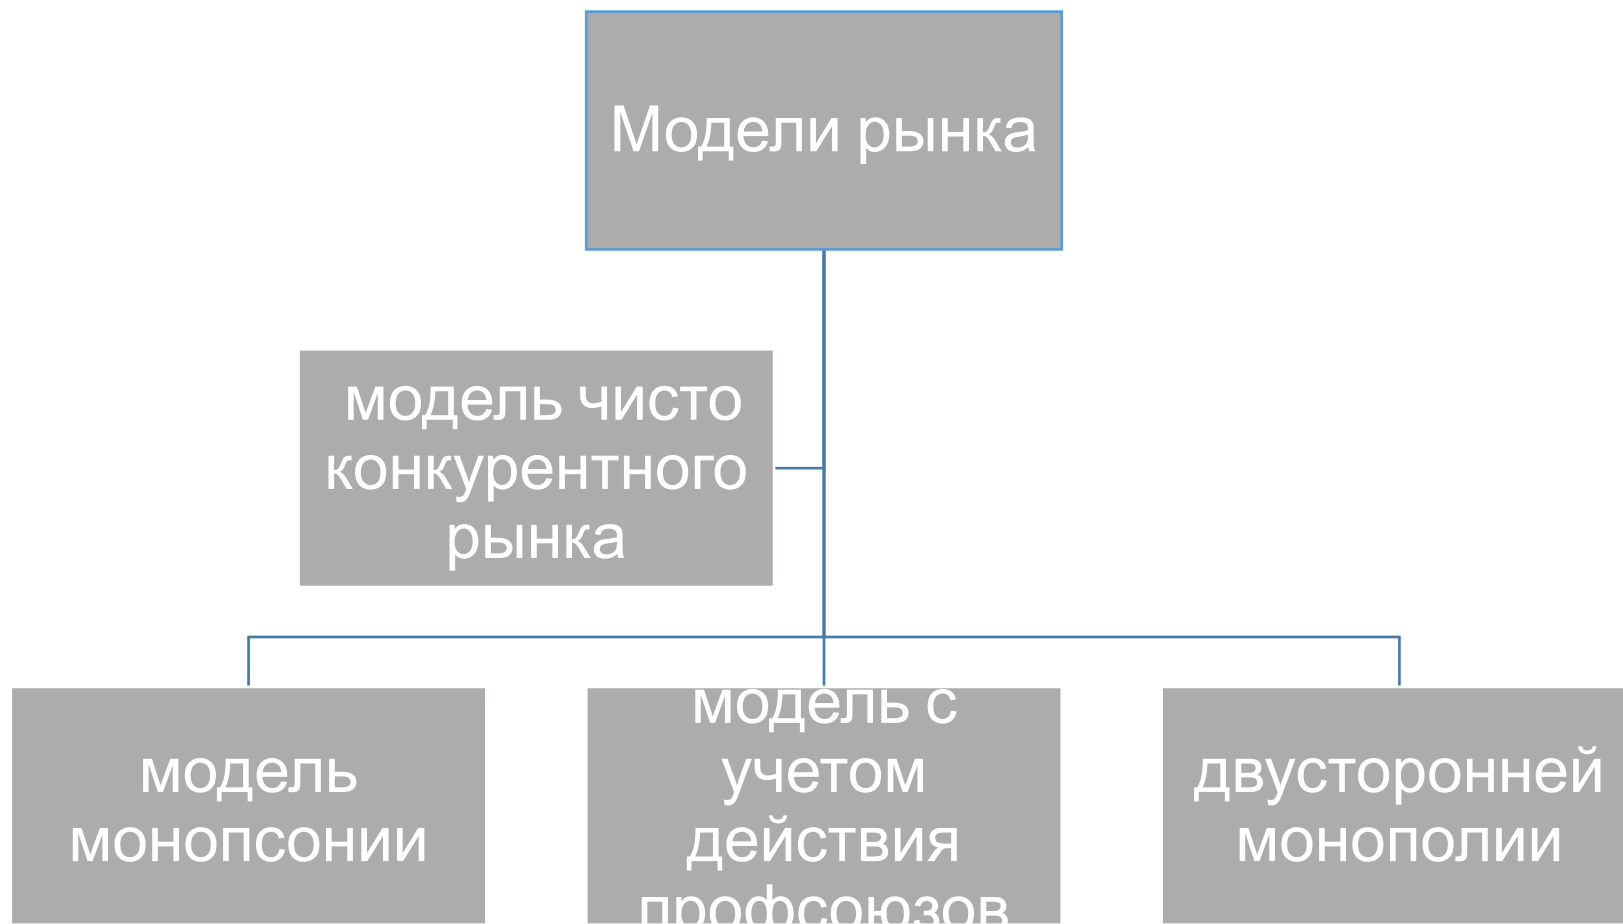 Модели рынка
модель чисто
конкурентного
рынка
модель
монопсонии
модель с
учетом
действия
профсоюзов
двусторонней
монополии